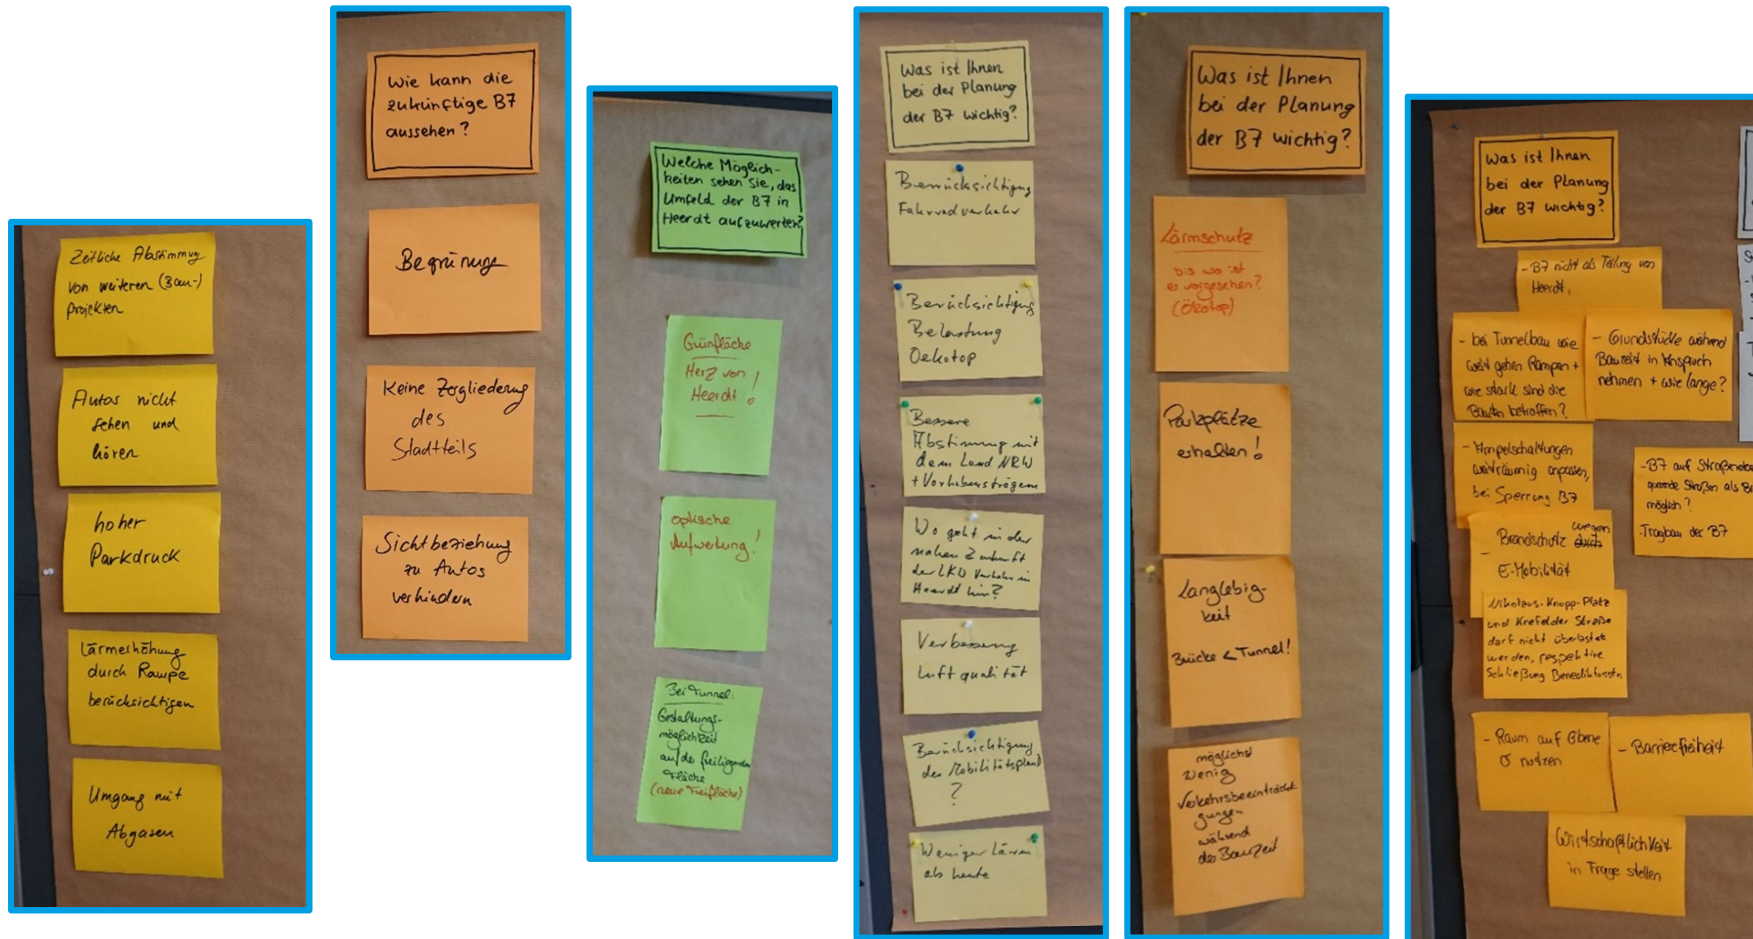 Zeitliche Abstimmung
von weiteren (Bau-)
projekten
Autos nicht
sehen und
hören
hoher
Parkdruck
Lärmerhöhung
durch Rampe
berücksichtigen
Umgang mit
Abgasen
Wie kann die
zukünftige B7
aussehen?
Begrünung
Keine Zergliederung
des
Stadtteils
Sichtbeziehung
zu Autos
verhindern
Welche Möglich-
keiten sehen Sie, das
Umfeld der B7 in
Heerdt aufzuwerten?
Grünfläche
Herz von
Heerdt!
optische
Aufwertung!
Bei Tunnel:
Gestaltungs-
möglichkeit
auf der freiliegenden
Fläche
(neue Freifläche)
Was ist Ihnen
bei der Planung
der B7 wichtig?
Berücksichtigung
Fahrradverkehr
Berücksichtigung
Belastung
Oekotop
Bessere
Abstimmung mit
dem Land NRW
+ Vorhabensträgern
Wo geht in der
nahen Zukunft
der LKW Verkehr in
Heerdt hin?
Verbesserung
Luftqualität
Berücksichtigung
des Mobilitätsplan D
?
Weniger Lärm
als heute
Was ist Ihnen
bei der Planung
der B7 wichtig?
Lärmschutz
bis wo ist
er vorgesehen?
(Ökotop)
Parkplätze
erhalten!
Langlebig-
keit
Brücke < Tunnel!
möglichst
wenig
Verkehrsbeeinträchti
gungen
während
der Bauzeit
Was ist Ihnen
bei der Planung
der B7 wichtig?
- B7 nicht als Teilung von
Heerdt,
- bei Tunnelbau wie
weit gehen Rampen +
wie stark sind die
Bauten betroffen?
- Grundstücke während
Bauzeit in Anspruch
nehmen + wie lange?
- Ampelschaltungen
weiträumig anpassen,
bei Sperrung B7
- B7 auf
Straßen als
möglich?
-Tragbau der B7
- Brandschutz wegen
E-Mobilität
Nikolaus-Knopp-Platz
und Krefelder Straße
darf nicht überlastet
werden, respektive
Schließung Benediktusstr.
- Raum auf Ebene
0 nutzen
- Barrierefreiheit
Wirtschaftlichkeit
in Frage stellen